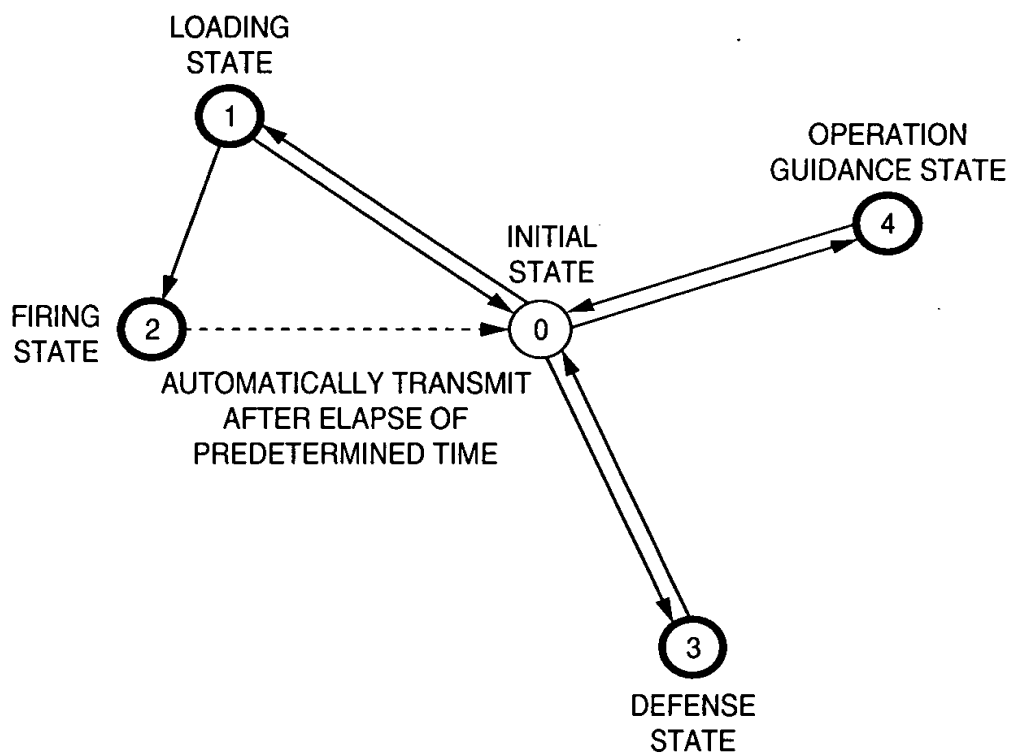 LOADING
STATE
1
OPERATION
GUIDANCE STATE
4
INITIAL
STATE
0
FIRING
STATE
2
AUTOMATICALLY TRANSMIT
AFTER ELAPSE OF
PREDETERMINED TIME
3
DEFENSE
STATE